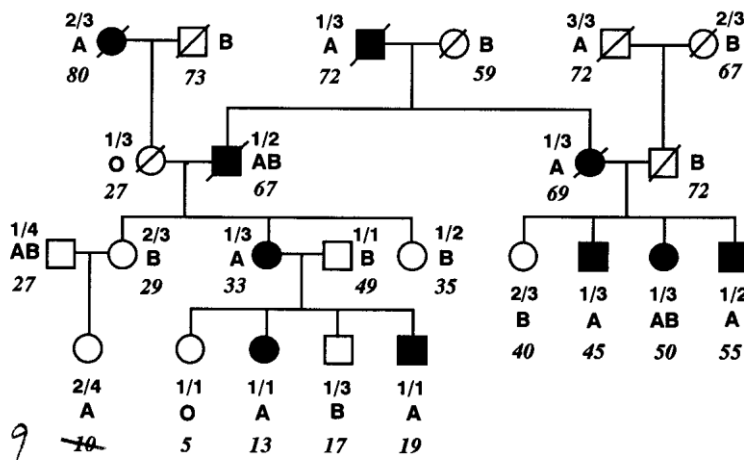 2/3 1/3 3/3 2/3
A B A B A B
80 73 72 59 72 67
1/3 1/2 1/3
O AB A B
27 67 69 72
1/4 2/3 1/3 1/1 1/2
AB B A B B
27 29 33 49 35
2/3 1/3 1/3 1/2
B A AB A
40 45 50 55
2/4 1/1 1/1 1/3 1/1
A O A B A
9 10 5 13 17 19